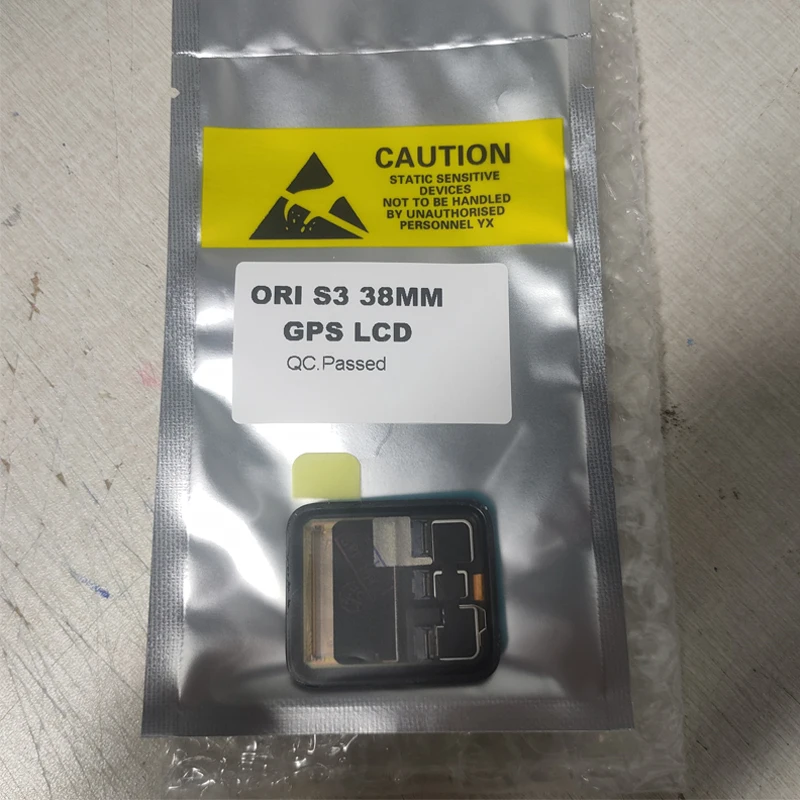 CAUTION
STATIC SENSITIVE
DEVICES
NOT TO BE HANDLED
BY UNAUTHORISED
PERSONNEL YX
ORI S3 38MM
GPS LCD
QC.Passed